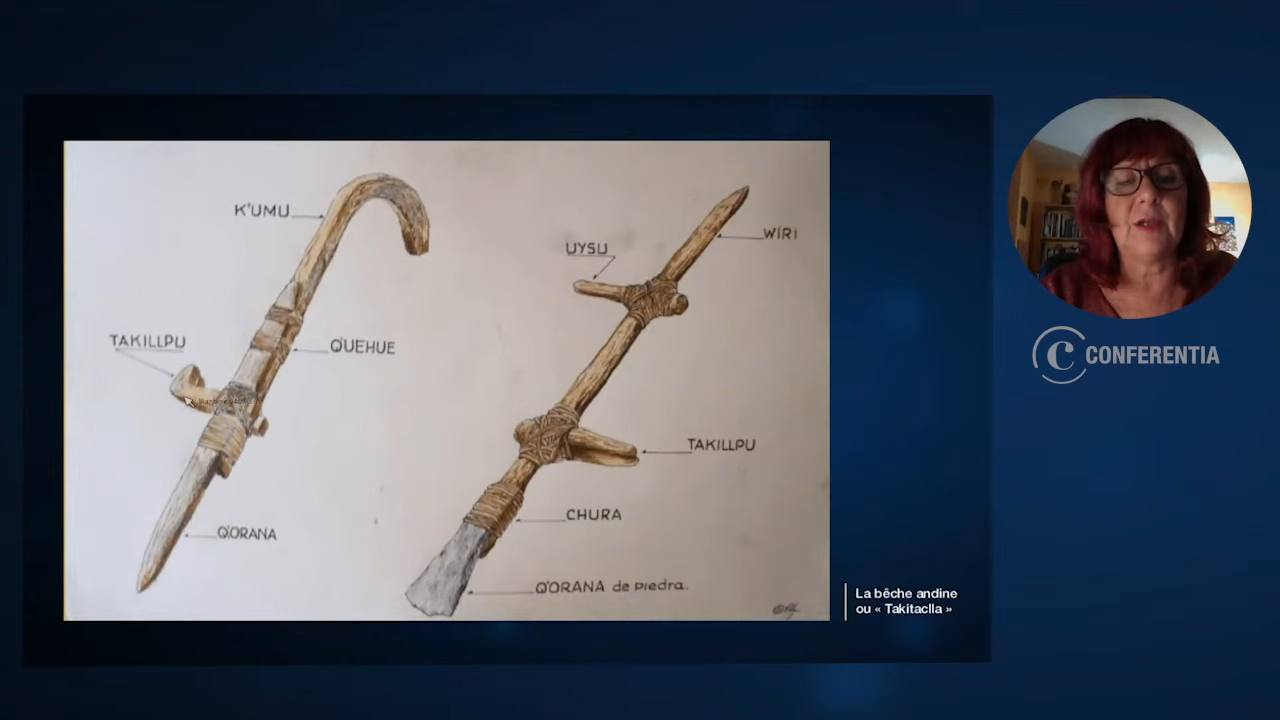 K'UMU
WIRI
UYSU
TAKILLPU
Q'UEHUE
TAKILLPU
CHURA
Q'ORANA
Q'ORANA de piedra.
La bêche andine
ou « Takitaclla »
CONFERENTIA